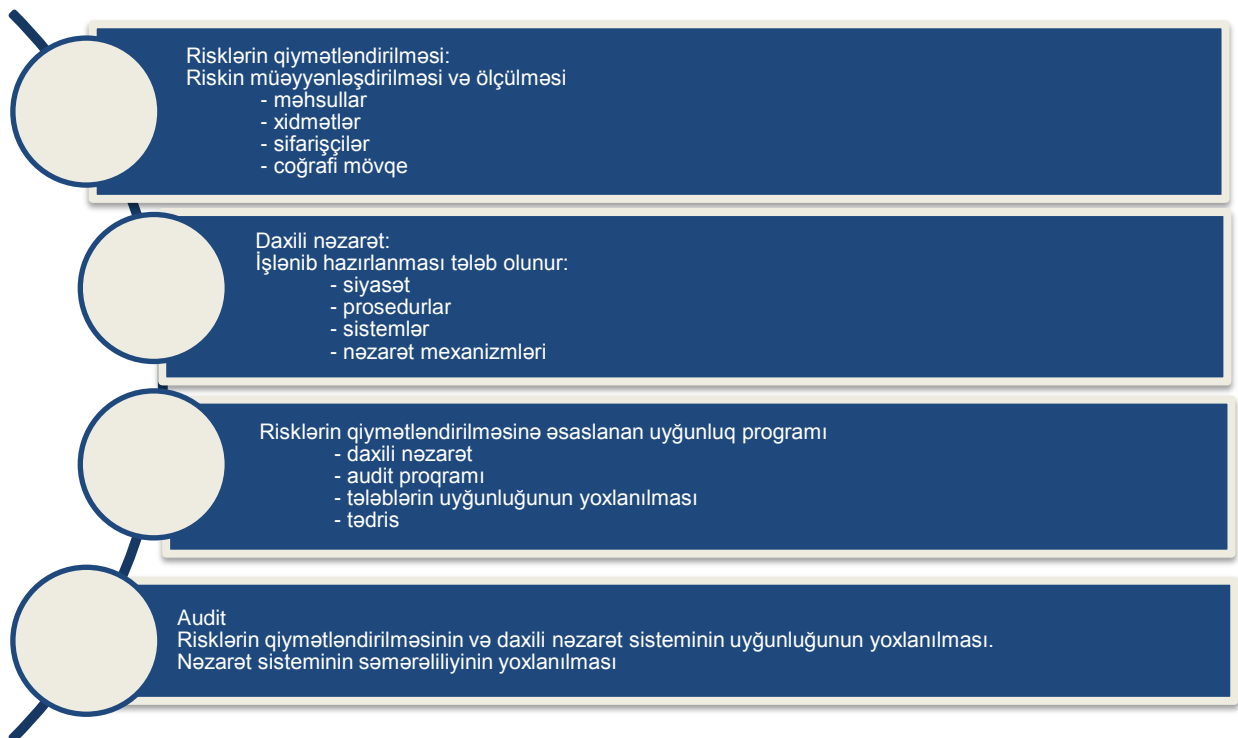 Risklərin qiymətləndirilməsi:
Riskin müəyyənləşdirilməsi və ölçülməsi
- məhsullar
- xidmətlər
- sifarişçilər
- coğrafi mövqe
Daxili nəzarət:
İşlənib hazırlanması tələb olunur:
- siyasət
- prosedurlar
- sistemlər
- nəzarət mexanizmləri
Risklərin qiymətləndirilməsinə əsaslanan uyğunluq programı
- daxili nəzarət
- audit proqramı
- tələblərin uyğunluğunun yoxlanılması
- tədris
Audit
Risklərin qiymətləndirilməsinin və daxili nəzarət sisteminin uyğunluğunun yoxlanılması.
Nəzarət sisteminin səmərəliliyinin yoxlanılması